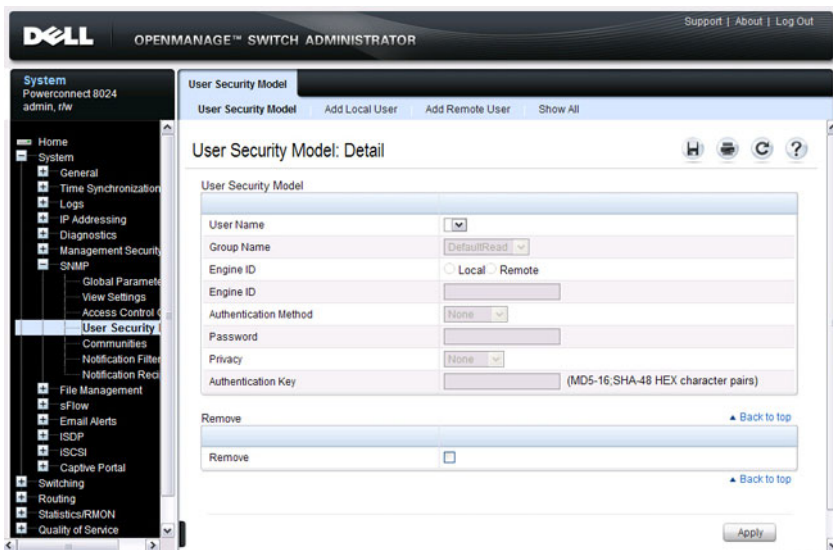 Support | About | Log Out
DELL
OPENMANAGE™ SWITCH ADMINISTRATOR
System
Powerconnect 8024
admin, r/w
User Security Model
User Security Model
Add Local User
Add Remote User
Show All
Home
System
General
Time Synchronization
Logs
IP Addressing
Diagnostics
Management Security
SNMP
Global Paramete
View Settings
Access Control
User Security
Communities
Notification Filter
Notification Reci
File Management
sFlow
Email Alerts
ISDP
iSCSI
Captive Portal
Switching
Routing
Statistics/RMON
Quality of Service
User Security Model: Detail
User Security Model
User Name
Group Name DefaultRead
Engine ID Local Remote
Engine ID
Authentication Method None
Password
Privacy None
Authentication Key (MD5-16;SHA-48 HEX character pairs)
Remove Back to top
Remove
Back to top
Apply